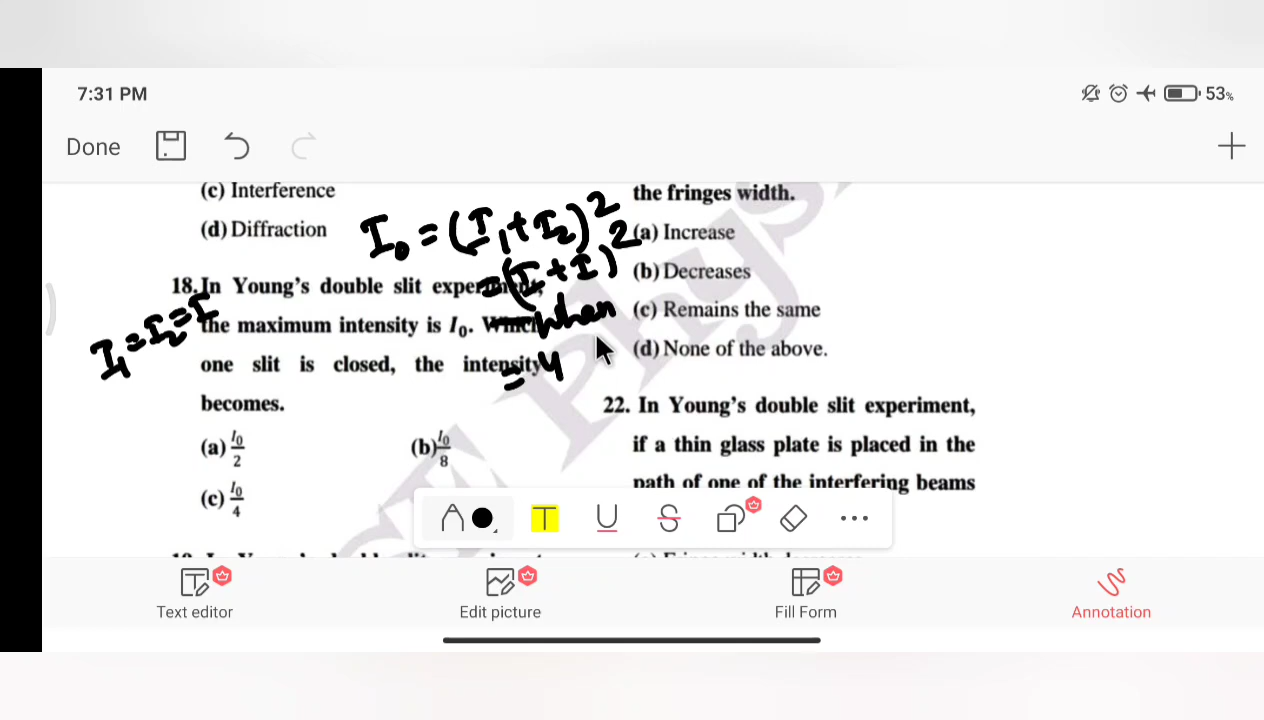 7:31 PM
53%
Done
(c) Interference
(d) Diffraction
I₀ = (I₁ + I₂)²
= (I + I)²
18. In Young's double slit
I₁ = I₂ = I
the maximum intensity is I₀. when
one slit is closed, the intensity
= 4
becomes.
(a) I₀/2
(b) I₀/8
(c) I₀/4
the fringes width.
(a) Increase
(b) Decreases
(c) Remains the same
(d) None of the above.
22. In Young's double slit experiment,
if a thin glass plate is placed in the
path of one of the interfering beams
T
U
S
Text editor
Edit picture
Fill Form
Annotation